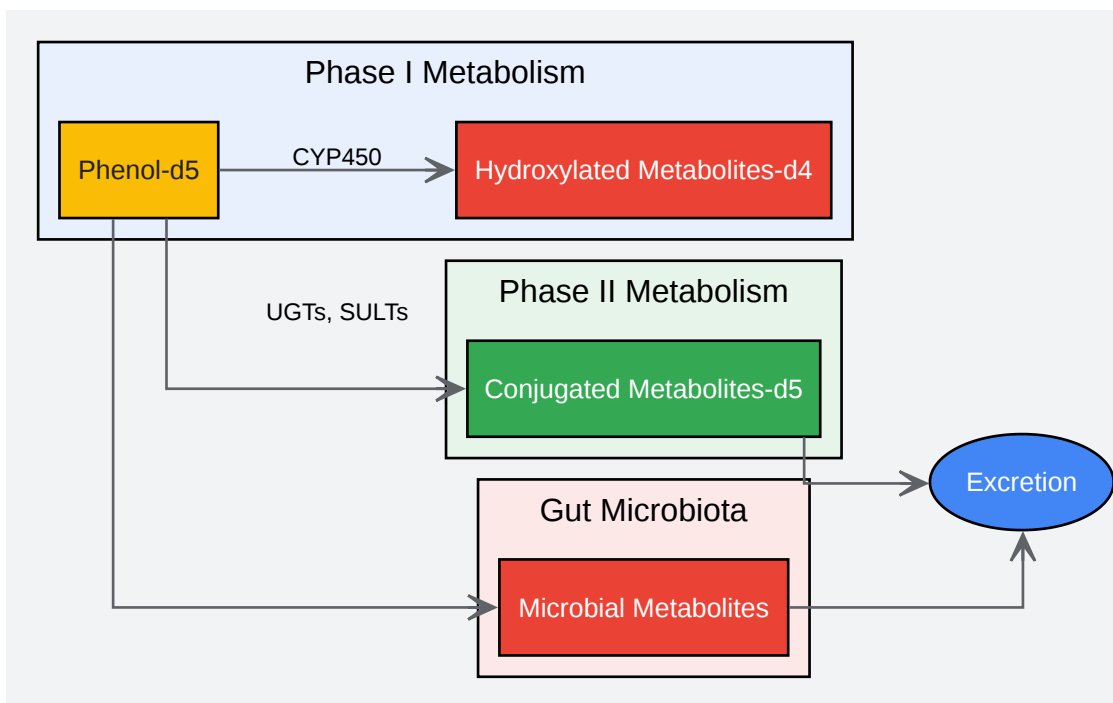 Phase I Metabolism
Phenol-d5
CYP450
Hydroxylated Metabolites-d4
Phase II Metabolism
UGTs, SULTs
Conjugated Metabolites-d5
Excretion
Gut Microbiota
Microbial Metabolites